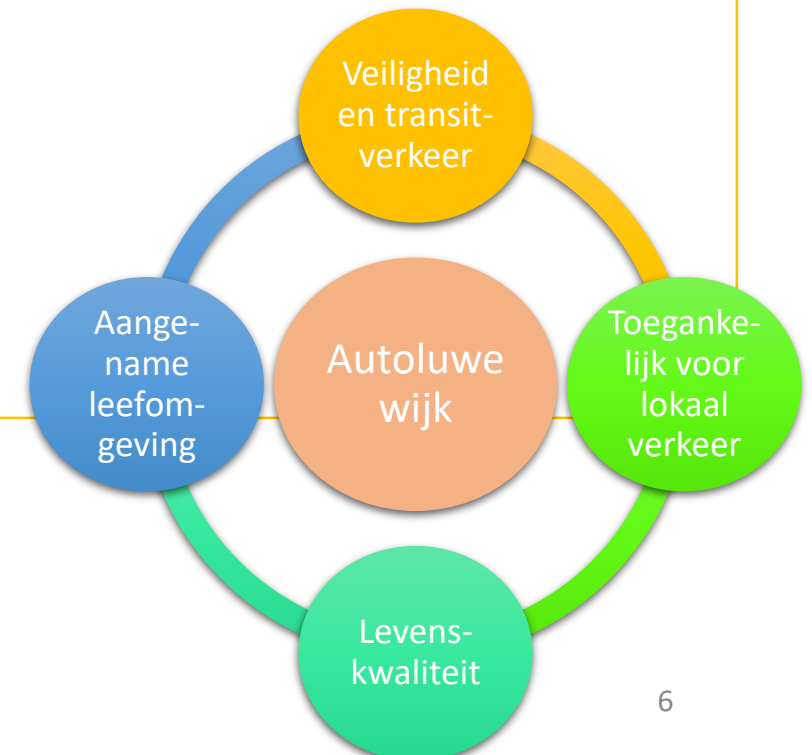 Veiligheid
en transit-
verkeer
Aange-
name
leefom-
geving
Autoluwe
wijk
Toeganke-
lijk voor
lokaal
verkeer
Levens-
kwaliteit
6